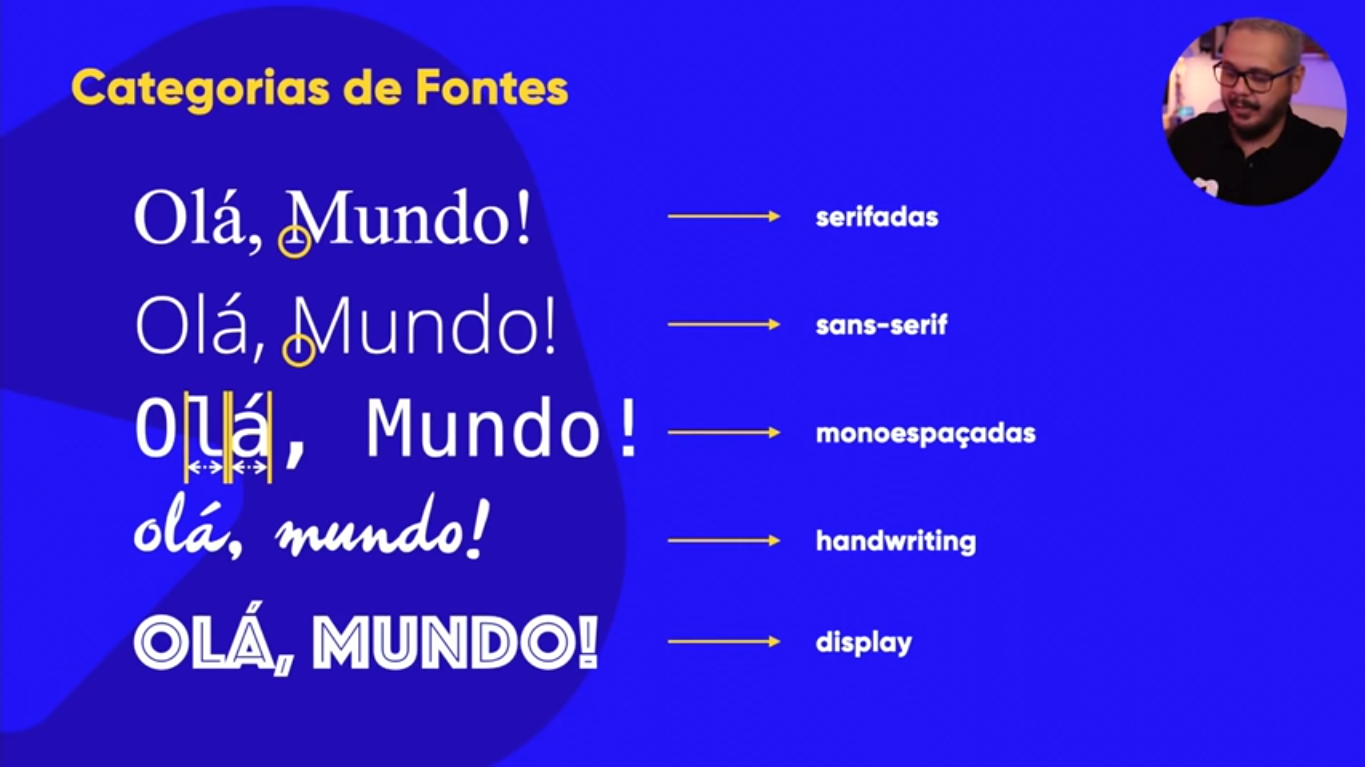 Categorias de Fontes
Olá, Mundo!
serifadas
Olá, Mundo!
sans-serif
Olá, Mundo!
monoespaçadas
olá, mundo!
handwriting
OLÁ, MUNDO!
display